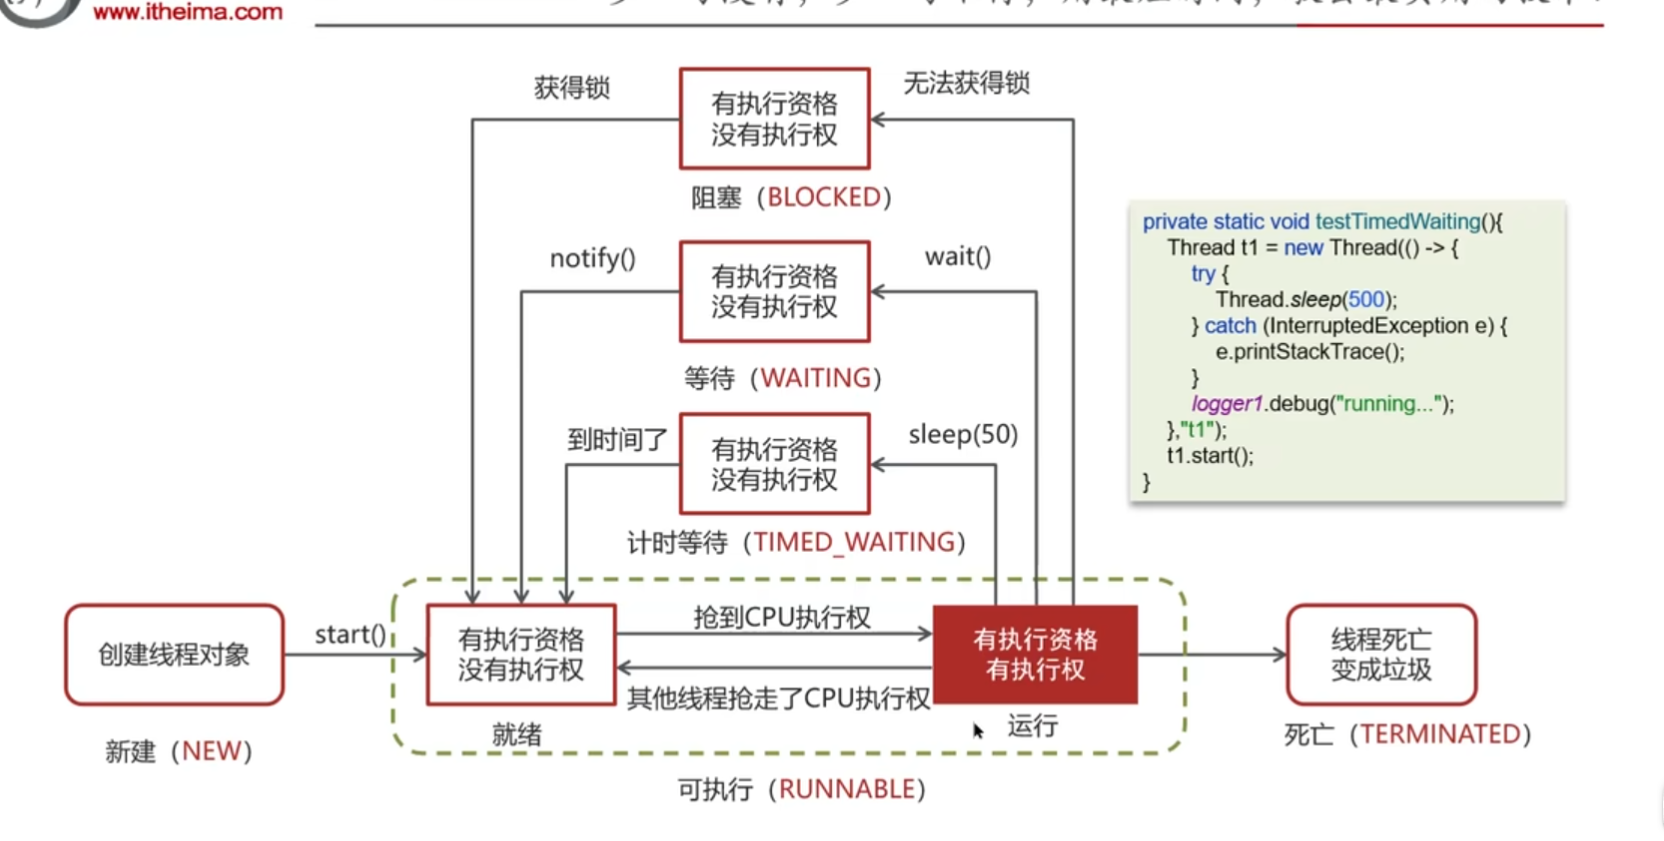 www.itheima.com
获得锁
有执行资格
没有执行权
无法获得锁
阻塞（BLOCKED）
notify()
有执行资格
没有执行权
wait()
等待（WAITING）
到时间了
有执行资格
没有执行权
sleep(50)
计时等待（TIMED_WAITING）
private static void testTimedWaiting(){
Thread t1 = new Thread(() -> {
try {
Thread.sleep(500);
} catch (InterruptedException e) {
e.printStackTrace();
}
logger1.debug("running...");
},"t1");
t1.start();
}
创建线程对象
start()
有执行资格
没有执行权
抢到CPU执行权
其他线程抢走了CPU执行权
有执行资格
有执行权
线程死亡
变成垃圾
新建（NEW）
就绪
运行
死亡（TERMINATED）
可执行（RUNNABLE）